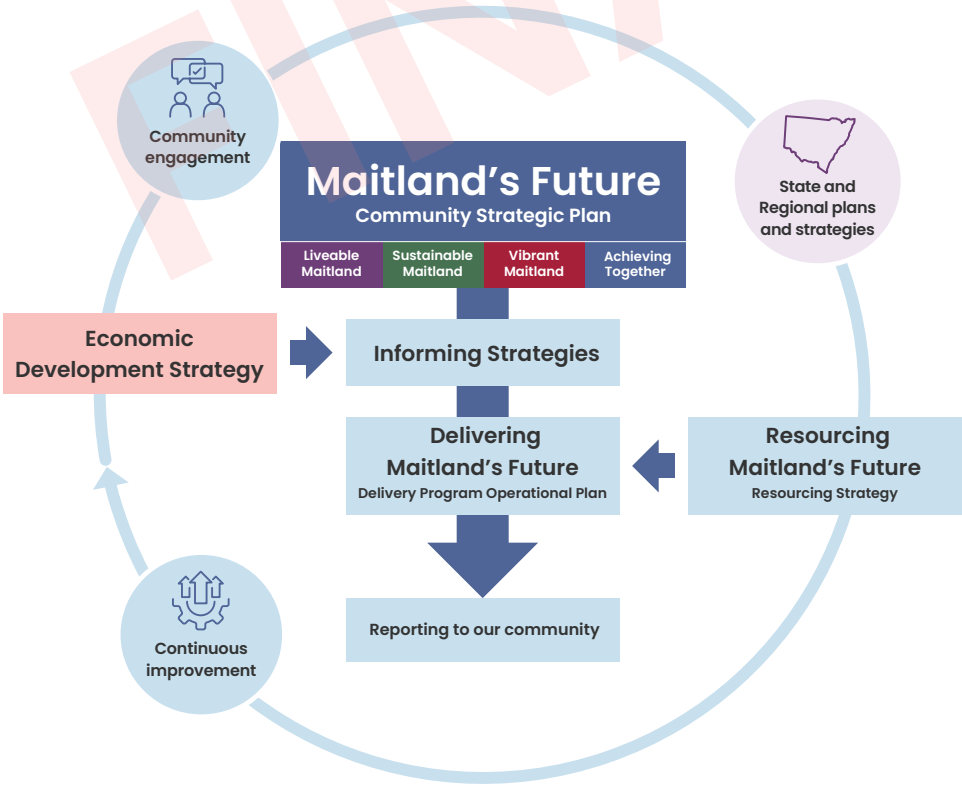 Community
engagement
Maitland's Future
Community Strategic Plan
Liveable
Maitland
Sustainable
Maitland
Vibrant
Maitland
Achieving
Together
State and
Regional plans
and strategies
Economic
Development Strategy
Informing Strategies
Delivering
Maitland's Future
Delivery Program Operational Plan
Resourcing
Maitland's Future
Resourcing Strategy
Continuous
improvement
Reporting to our community